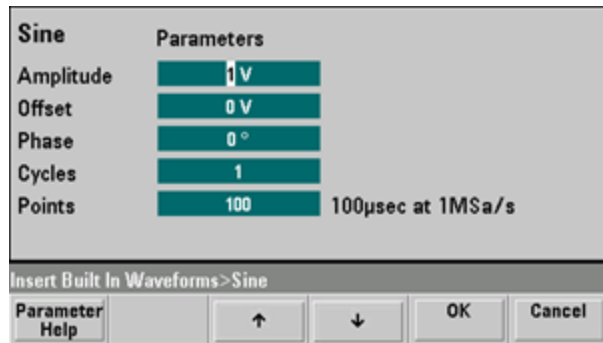 Sine
Parameters
Amplitude 1 V
Offset 0 V
Phase 0 °
Cycles 1
Points 100 100µsec at 1MSa/s
Insert Built In Waveforms>Sine
Parameter Help ↑ ↓ OK Cancel